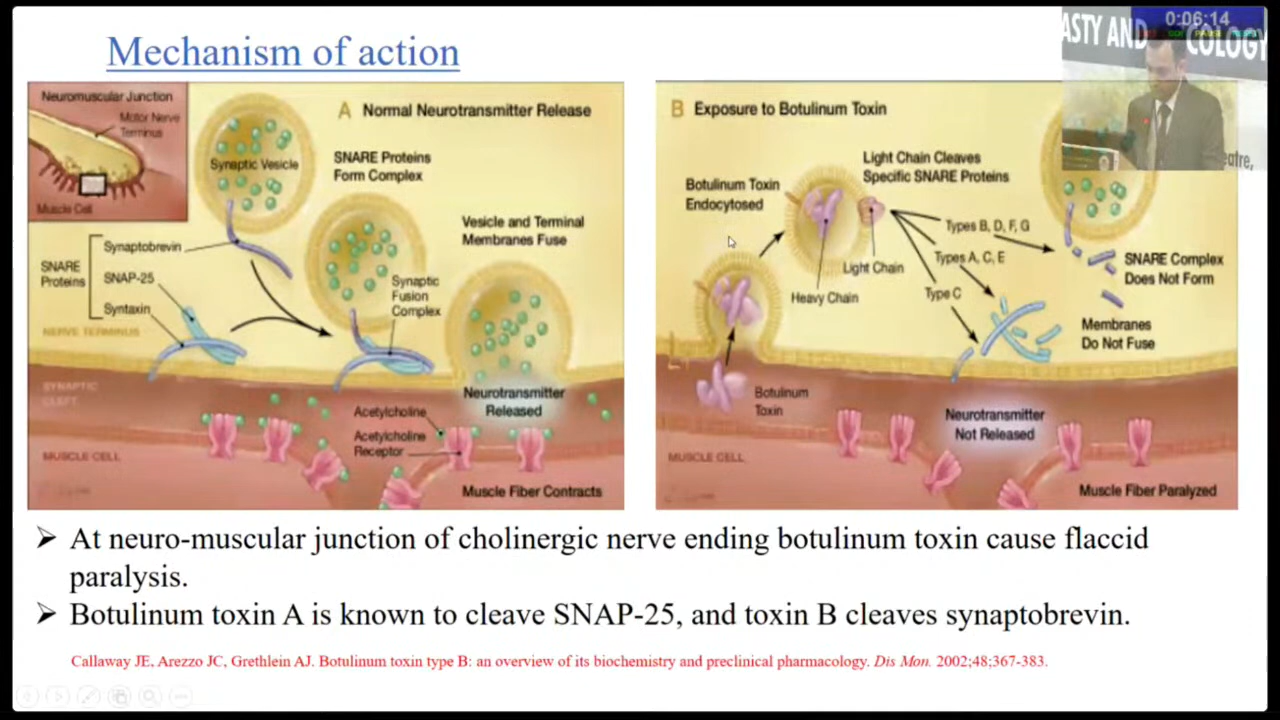 Mechanism of action
0:06:14
ASTY AND
COLOGY
eatre,
Neuromuscular Junction
Motor Nerve
Terminus
Muscle Cell
A Normal Neurotransmitter Release
Synaptic Vesicle
SNARE Proteins
Form Complex
Vesicle and Terminal
Membranes Fuse
SNARE
Proteins
Synaptobrevin
SNAP-25
Syntaxin
Synaptic
Fusion
Complex
NERVE TERMINUS
SYNAPTIC
CLEFT
MUSCLE CELL
Neurotransmitter
Released
Acetylcholine
Acetylcholine
Receptor
Muscle Fiber Contracts
B Exposure to Botulinum Toxin
Light Chain Cleaves
Specific SNARE Proteins
Botulinum Toxin
Endocytosed
Types B, D, F, G
Types A, C, E
Type C
Light Chain
Heavy Chain
SNARE Complex
Does Not Form
Membranes
Do Not Fuse
Botulinum
Toxin
Neurotransmitter
Not Released
MUSCLE CELL
Muscle Fiber Paralyzed
➢ At neuro-muscular junction of cholinergic nerve ending botulinum toxin cause flaccid
paralysis.
➢ Botulinum toxin A is known to cleave SNAP-25, and toxin B cleaves synaptobrevin.
Callaway JE, Arezzo JC, Grethlein AJ. Botulinum toxin type B: an overview of its biochemistry and preclinical pharmacology. Dis Mon. 2002;48;367-383.